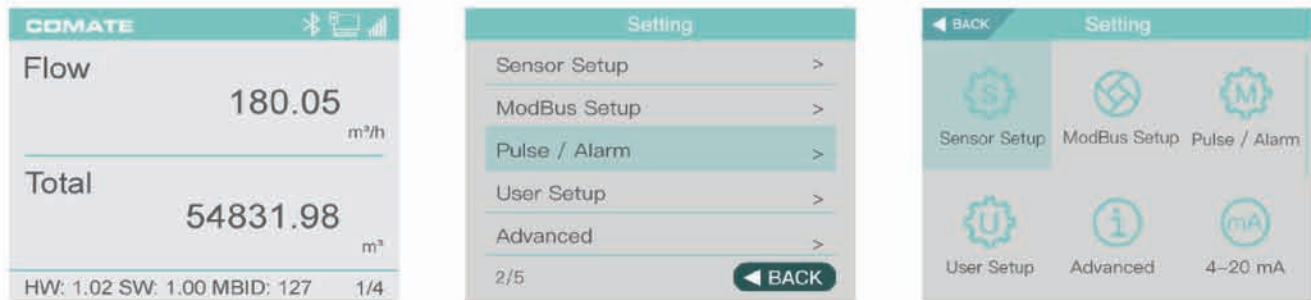 COMATE
Flow
180.05
m³/h
Total
54831.98
m³
HW: 1.02 SW: 1.00 MBID: 127 1/4
Setting
Sensor Setup >
ModBus Setup >
Pulse / Alarm >
User Setup >
Advanced >
2/5 ◀ BACK
◀ BACK Setting
S M
Sensor Setup ModBus Setup Pulse / Alarm
U i mA
User Setup Advanced 4-20 mA